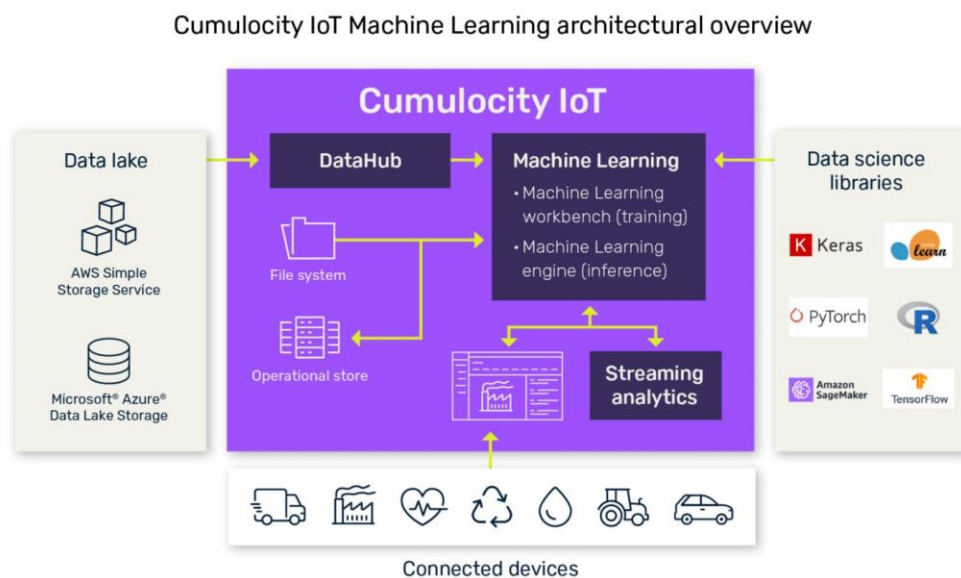 Cumulocity IoT Machine Learning architectural overview
Cumulocity IoT
Data lake
AWS Simple
Storage Service
Microsoft® Azure®
Data Lake Storage
DataHub
File system
Operational store
Machine Learning
• Machine Learning
workbench (training)
• Machine Learning
engine (inference)
Streaming
analytics
Data science
libraries
K Keras
learn
PyTorch
R
Amazon
SageMaker
TensorFlow
Connected devices